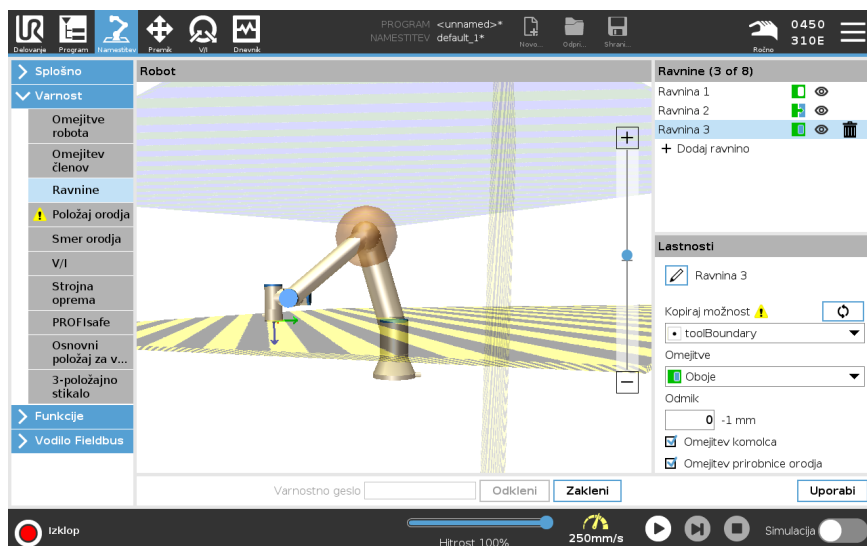 PROGRAM <unnamed>*
NAMESTITEV default_1*
Delovanje
Program
Namestitev
Premik
V/I
Dnevnik
Novo...
Odpri...
Shrani...
Ročno
0450
310E
Splošno
Varnost
Omejitve
robota
Omejitev
členov
Ravnine
Položaj orodja
Smer orodja
V/I
Strojna
oprema
PROFIsafe
Osnovni
položaj za v...
3-položajno
stikalo
Funkcije
Vodilo Fieldbus
Robot
Ravnine (3 of 8)
Ravnina 1
Ravnina 2
Ravnina 3
Dodaj ravnino
Lastnosti
Ravnina 3
Kopiraj možnost
toolBoundary
Omejitve
Oboje
Odmik
0 -1 mm
Omejitev komolca
Omejitev prirobnice orodja
Varnostno geslo
Odkleni
Zakleni
Uporabi
Izklop
Hitrost 100%
250mm/s
Simulacija